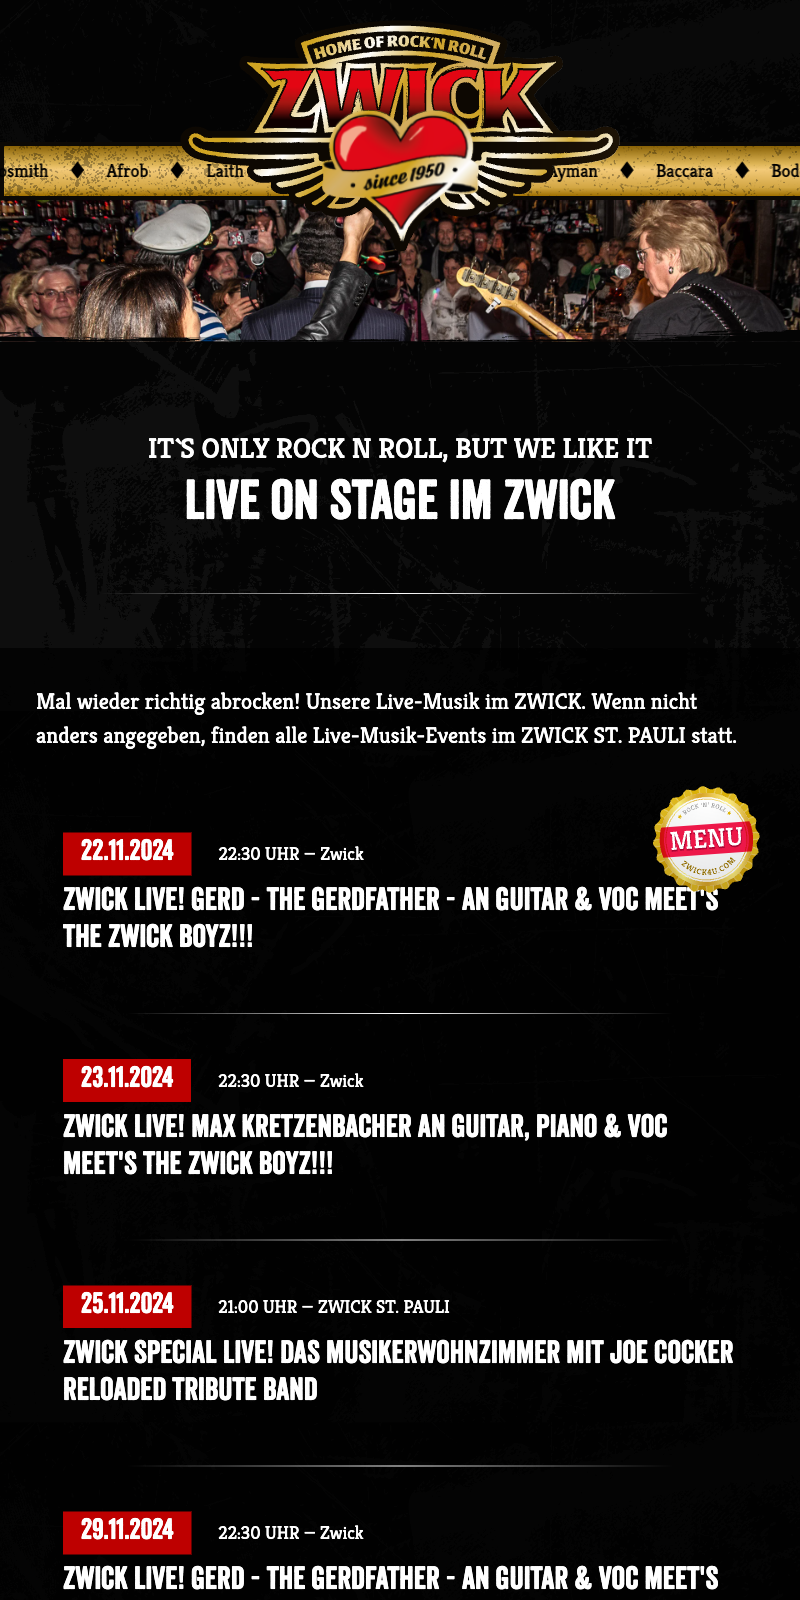 HOME OF ROCK'N ROLL
ZWICK
since 1950
Afrob ♦ Laith
Ayman ♦ Baccara ♦
IT`S ONLY ROCK N ROLL, BUT WE LIKE IT
LIVE ON STAGE IM ZWICK
Mal wieder richtig abrocken! Unsere Live-Musik im ZWICK. Wenn nicht
anders angegeben, finden alle Live-Musik-Events im ZWICK ST. PAULI statt.
ROCK 'N' ROLL
MENU
ZWICK4U.COM
22.11.2024 22:30 UHR – Zwick
ZWICK LIVE! GERD - THE GERDFATHER - AN GUITAR & VOC MEET'S
THE ZWICK BOYZ!!!
23.11.2024 22:30 UHR – Zwick
ZWICK LIVE! MAX KRETZENBACHER AN GUITAR, PIANO & VOC
MEET'S THE ZWICK BOYZ!!!
25.11.2024 21:00 UHR – ZWICK ST. PAULI
ZWICK SPECIAL LIVE! DAS MUSIKERWOHNZIMMER MIT JOE COCKER
RELOADED TRIBUTE BAND
29.11.2024 22:30 UHR – Zwick
ZWICK LIVE! GERD - THE GERDFATHER - AN GUITAR & VOC MEET'S